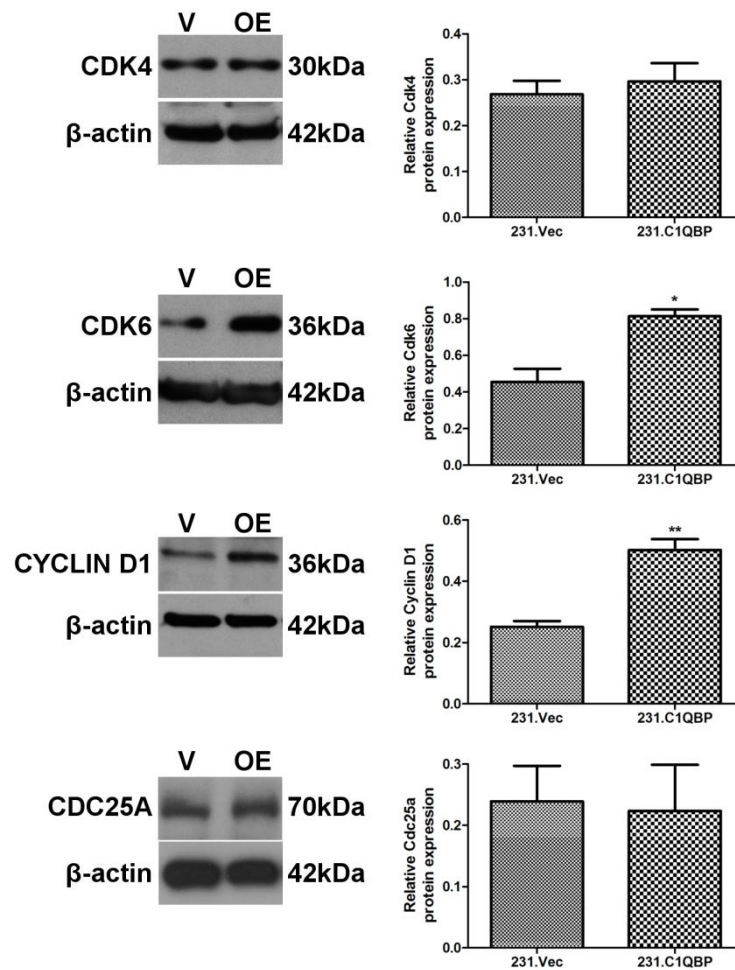 V OE
CDK4 30kDa
β-actin 42kDa
Relative Cdk4
protein expression
0.4
0.3
0.2
0.1
0.0
231.Vec 231.C1QBP
V OE
CDK6 36kDa
β-actin 42kDa
Relative Cdk6
protein expression
1.0
0.8
0.6
0.4
0.2
0.0
*
231.Vec 231.C1QBP
V OE
CYCLIN D1 36kDa
β-actin 42kDa
Relative Cyclin D1
protein expression
0.6
0.4
0.2
0.0
**
231.Vec 231.C1QBP
V OE
CDC25A 70kDa
β-actin 42kDa
Relative Cdc25a
protein expression
0.3
0.2
0.1
0.0
231.Vec 231.C1QBP